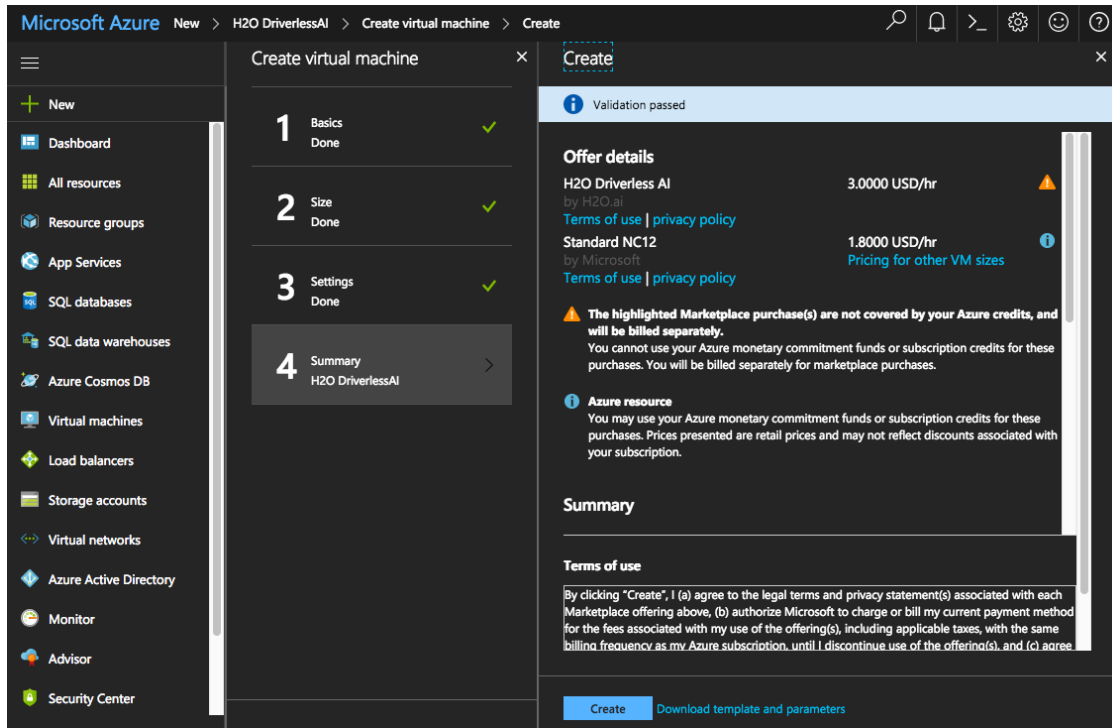 Microsoft Azure New > H2O DriverlessAI > Create virtual machine > Create
New
Dashboard
All resources
Resource groups
App Services
SQL databases
SQL data warehouses
Azure Cosmos DB
Virtual machines
Load balancers
Storage accounts
Virtual networks
Azure Active Directory
Monitor
Advisor
Security Center
Create virtual machine
1 Basics
Done
2 Size
Done
3 Settings
Done
4 Summary
H2O DriverlessAI
Create
Validation passed
Offer details
H2O Driverless AI 3.0000 USD/hr
by H2O.ai
Terms of use | privacy policy
Standard NC12 1.8000 USD/hr
by Microsoft Pricing for other VM sizes
Terms of use | privacy policy
The highlighted Marketplace purchase(s) are not covered by your Azure credits, and
will be billed separately.
You cannot use your Azure monetary commitment funds or subscription credits for these
purchases. You will be billed separately for marketplace purchases.
Azure resource
You may use your Azure monetary commitment funds or subscription credits for these
purchases. Prices presented are retail prices and may not reflect discounts associated with
your subscription.
Summary
Terms of use
By clicking "Create", I (a) agree to the legal terms and privacy statement(s) associated with each
Marketplace offering above, (b) authorize Microsoft to charge or bill my current payment method
for the fees associated with my use of the offering(s), including applicable taxes, with the same
billing frequency as my Azure subscription, until I discontinue use of the offering(s), and (c) agree
Create Download template and parameters